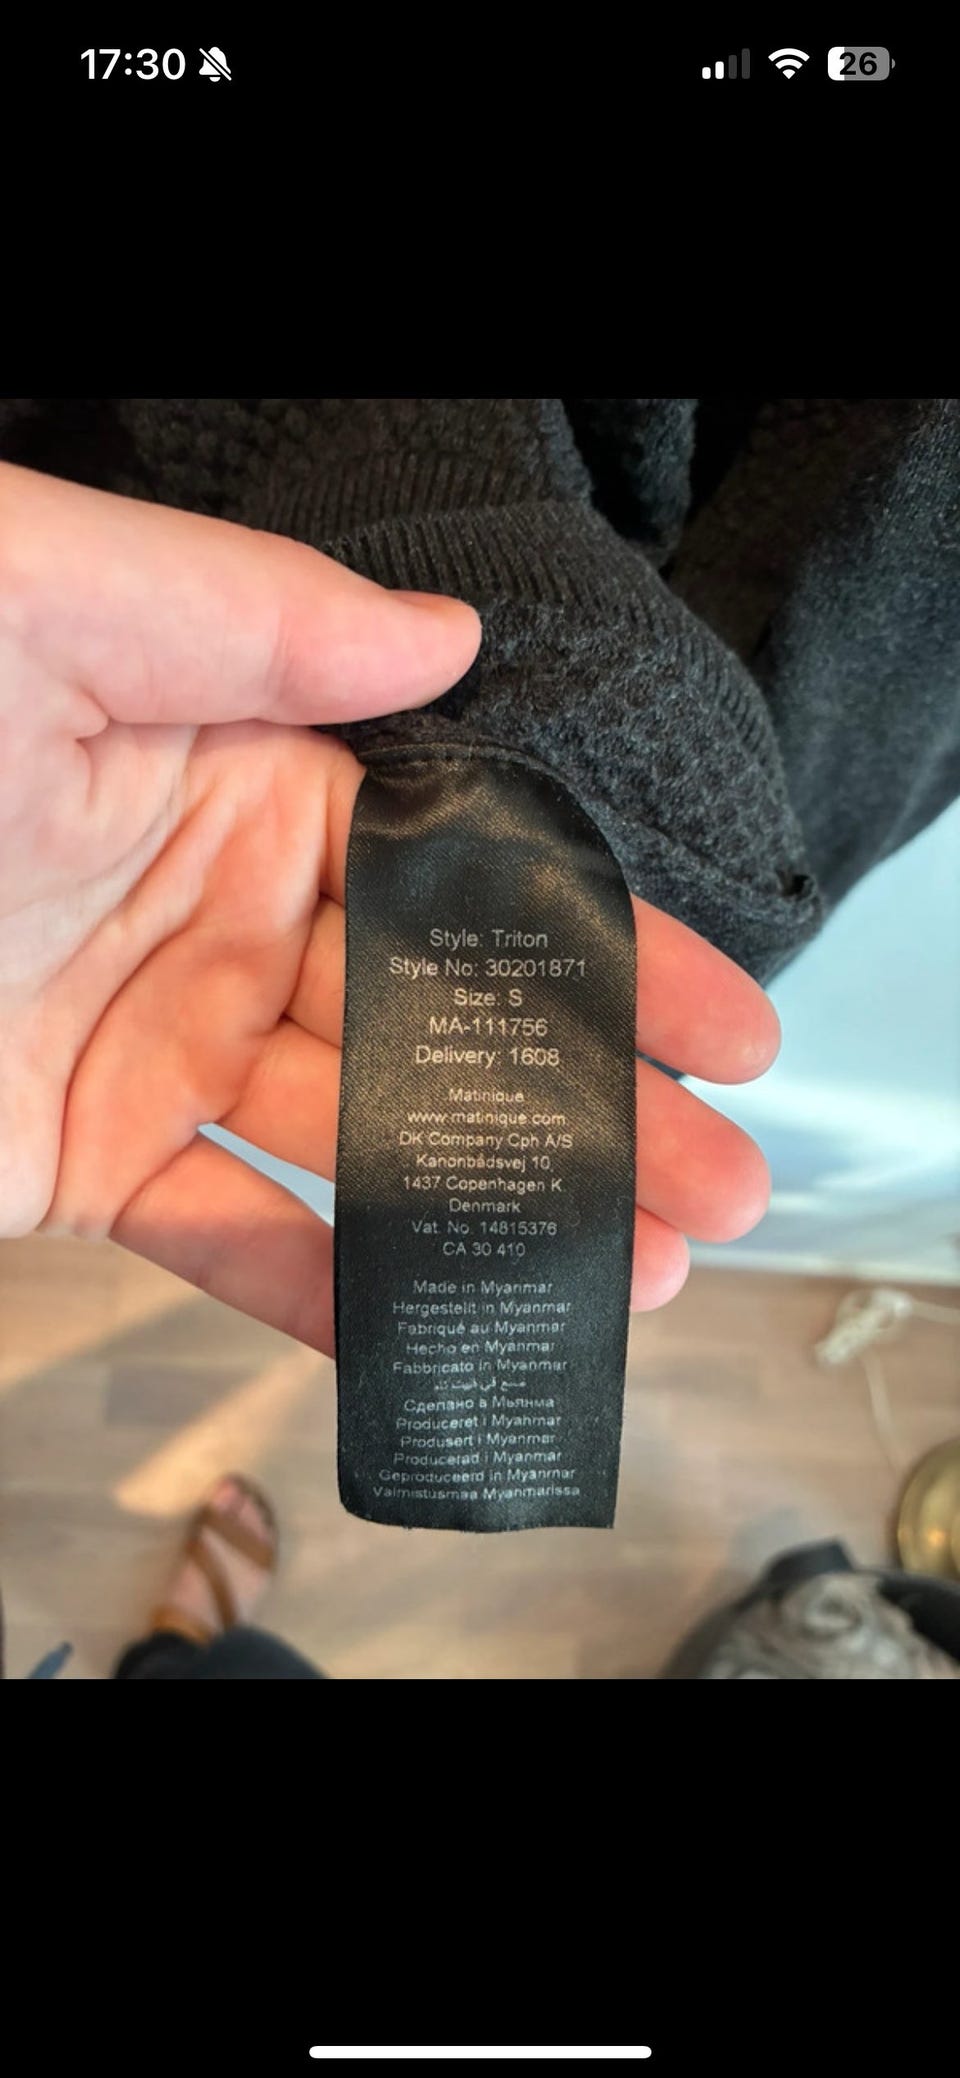 17:30
26
Style: Triton
Style No: 30201871
Size: S
MA-111756
Delivery: 1608
Matinique
www.matinique.com
DK Company Cph A/S
Kanonbådsvej 10
1437 Copenhagen K
Denmark
Vat. No. 14815376
CA 30 410
Made in Myanmar
Hergestellt in Myanmar
Fabriqué au Myanmar
Hecho en Myanmar
Fabbricato in Myanmar
Сделано в Мьянма
Produceret i Myanmar
Produsert i Myanmar
Producerad i Myanmar
Geproduceerd in Myanmar
Valmistusmaa Myanmarissa